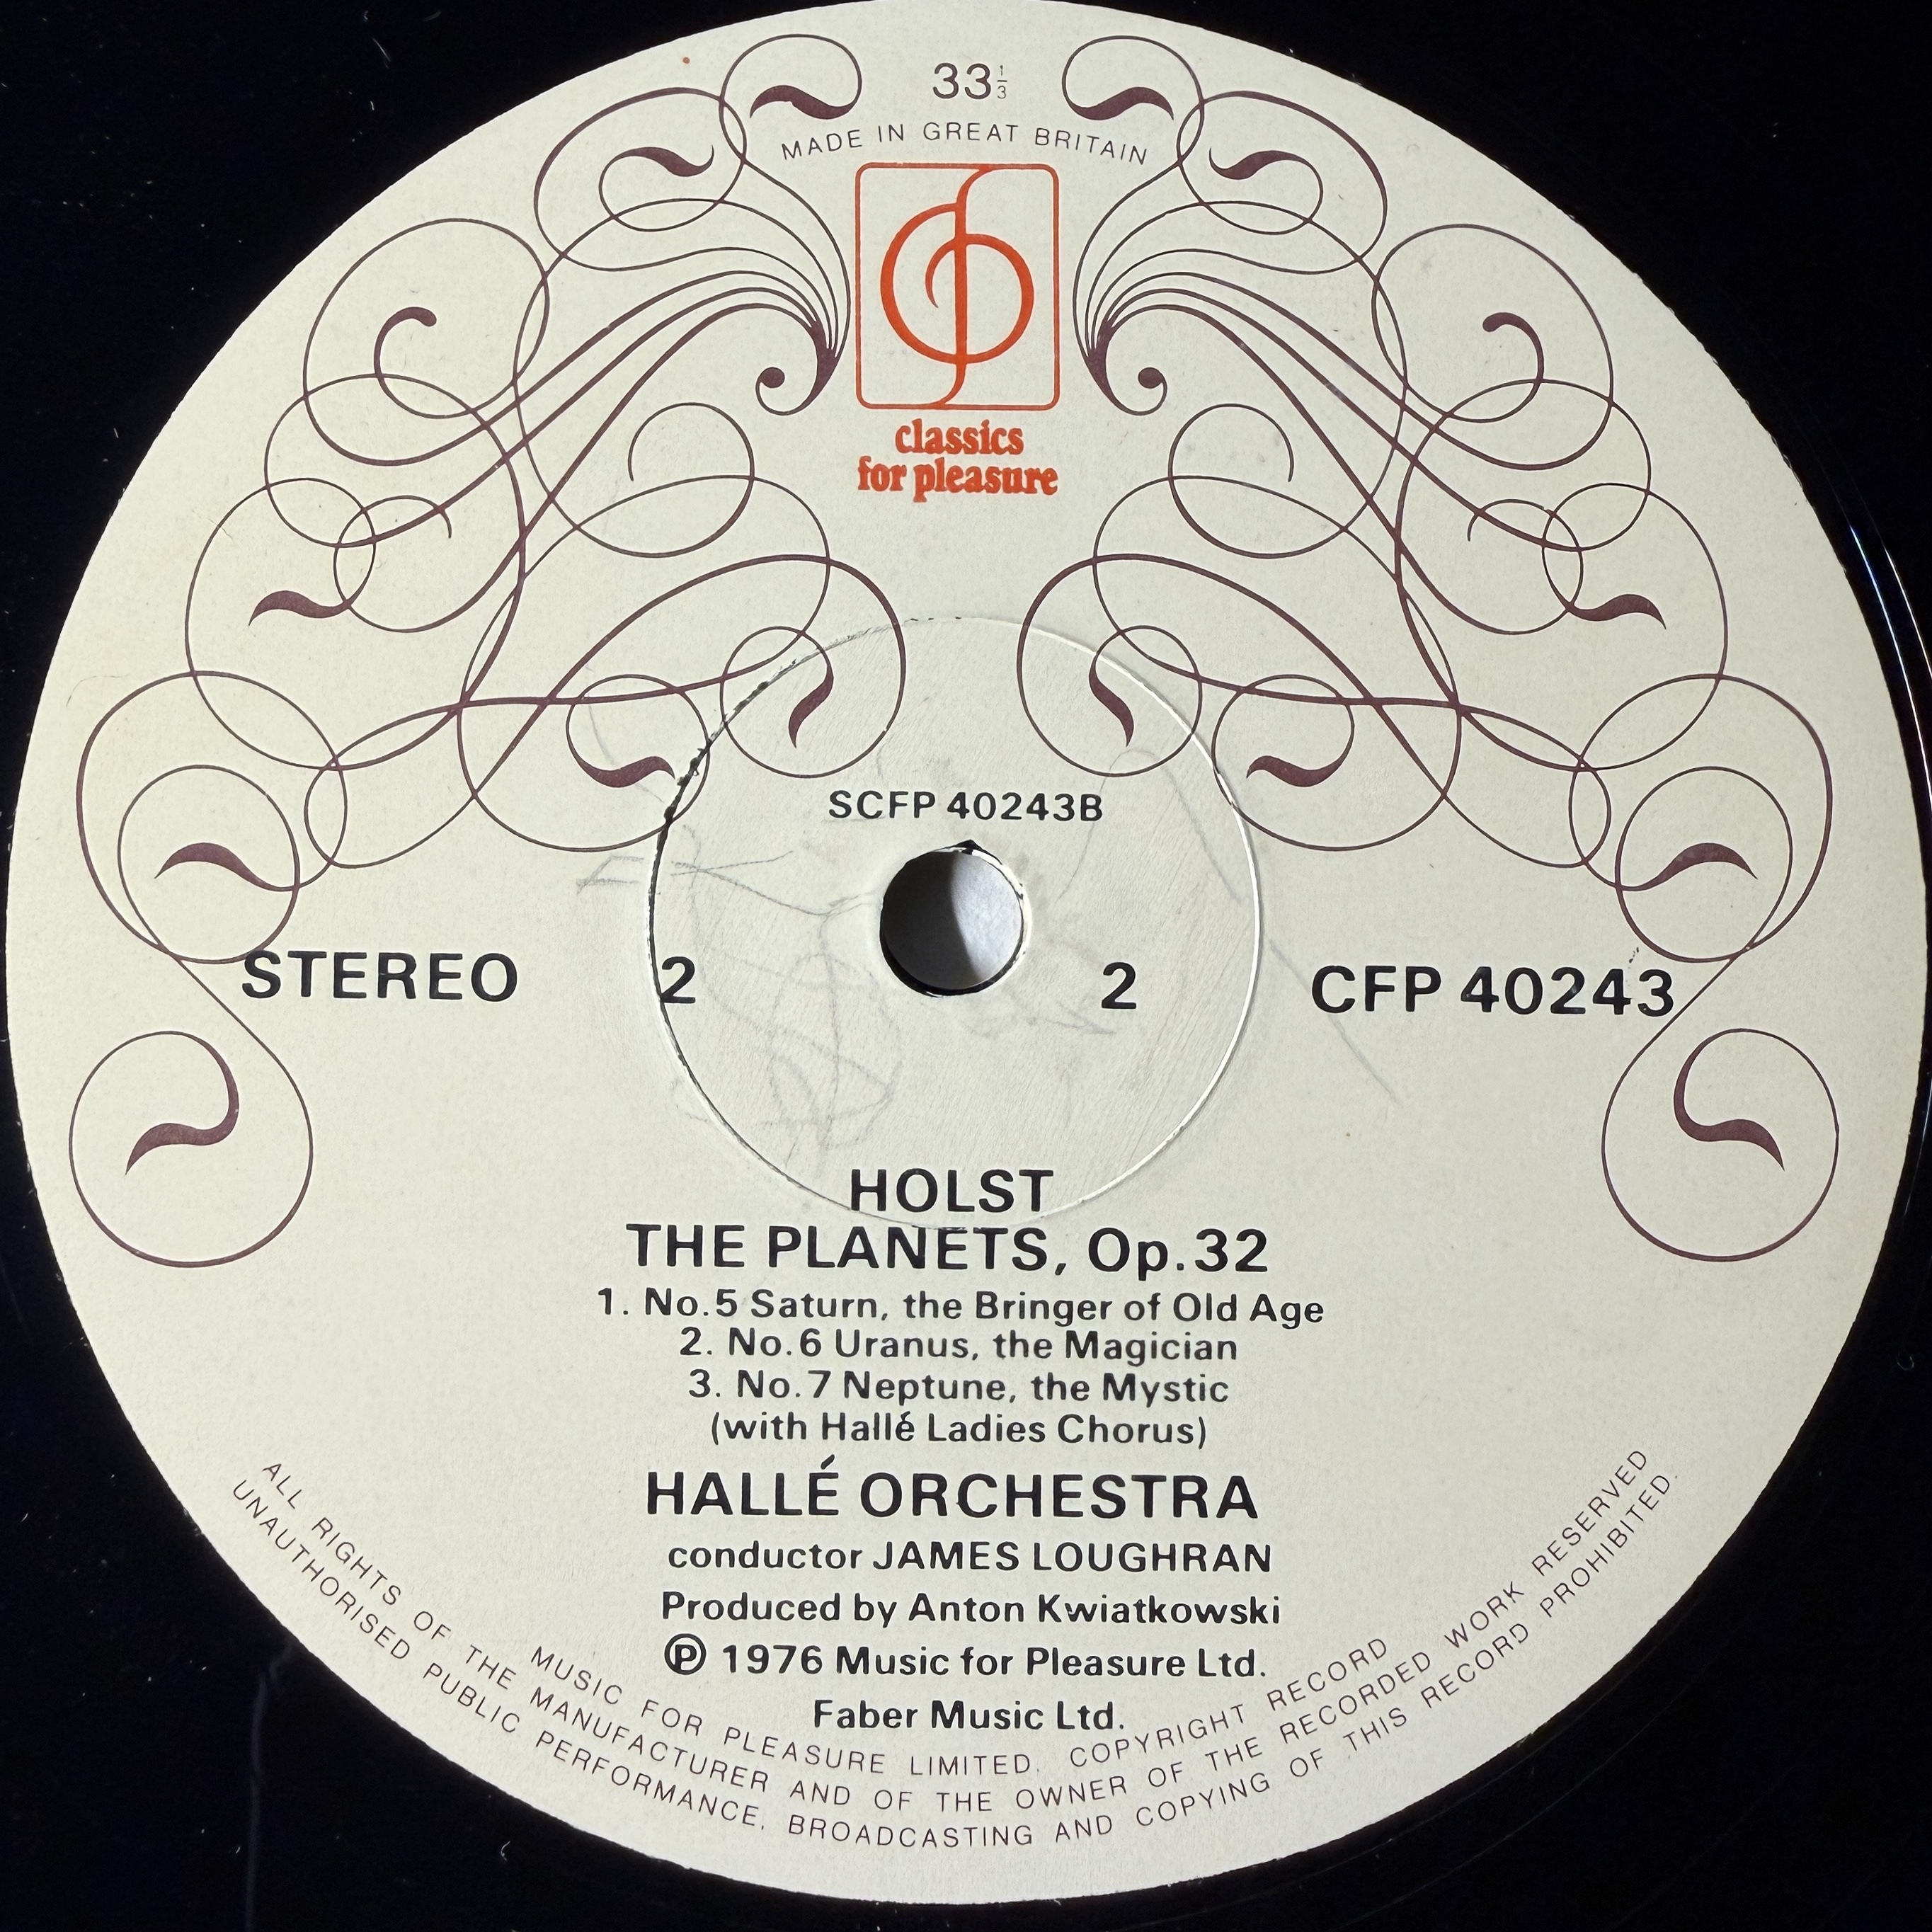 33⅓
MADE IN GREAT BRITAIN
classics
for pleasure
SCFP 40243B
STEREO 2 2 CFP 40243
HOLST
THE PLANETS, Op.32
1. No.5 Saturn, the Bringer of Old Age
2. No.6 Uranus, the Magician
3. No.7 Neptune, the Mystic
(with Hallé Ladies Chorus)
HALLÉ ORCHESTRA
conductor JAMES LOUGHRAN
Produced by Anton Kwiatkowski
℗ 1976 Music for Pleasure Ltd.
Faber Music Ltd.
MUSIC FOR PLEASURE LIMITED. COPYRIGHT RECORD
ALL RIGHTS OF THE MANUFACTURER AND OF THE OWNER OF THE RECORDED WORK RESERVED
UNAUTHORISED PUBLIC PERFORMANCE, BROADCASTING AND COPYING OF THIS RECORD PROHIBITED.